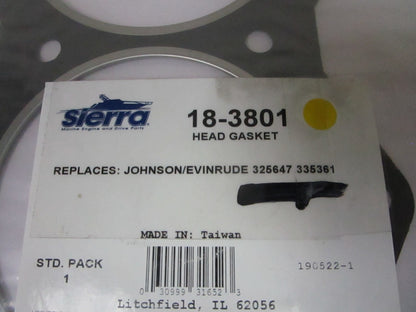 sierra
Marine Engine and Drive Parts
18-3801
HEAD GASKET
REPLACES: JOHNSON/EVINRUDE 325647 335361
MADE IN: Taiwan
STD. PACK
1
190522-1
0 30999 31652 3
Litchfield, IL 62056